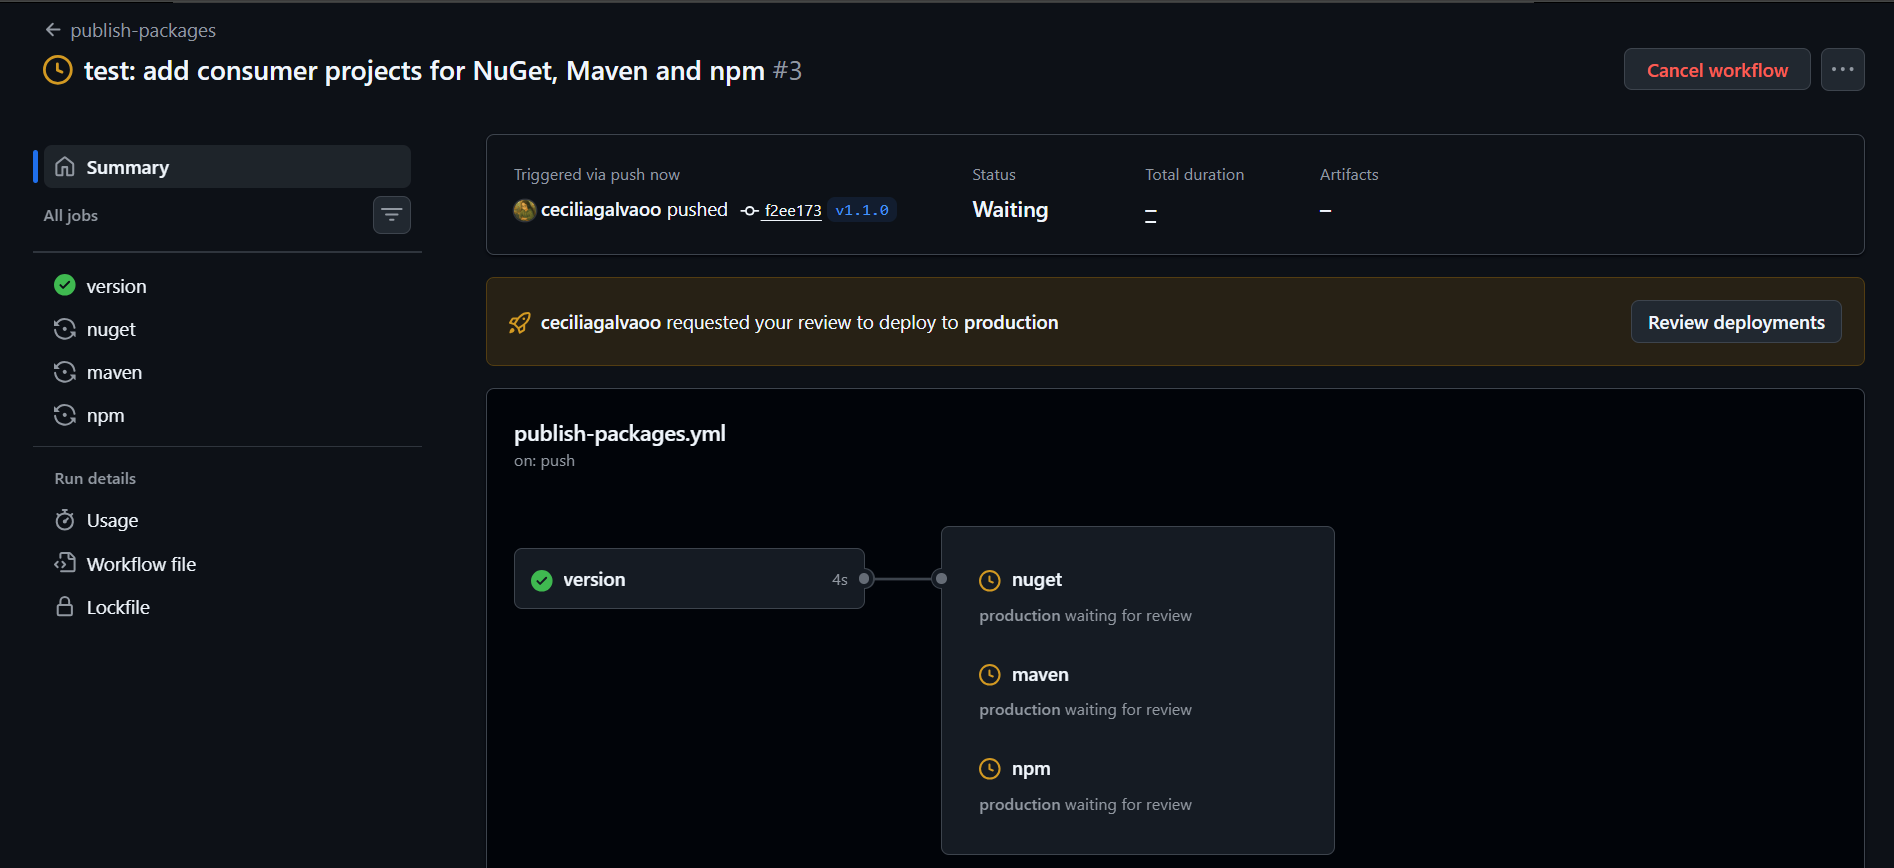 publish-packages
test: add consumer projects for NuGet, Maven and npm #3
Cancel workflow
Summary
All jobs
version
nuget
maven
npm
Run details
Usage
Workflow file
Lockfile
Triggered via push now
ceciliagalvaoo pushed f2ee173 v1.1.0
Status
Waiting
Total duration
–
Artifacts
–
ceciliagalvaoo requested your review to deploy to production
Review deployments
publish-packages.yml
on: push
version 4s
nuget
production waiting for review
maven
production waiting for review
npm
production waiting for review